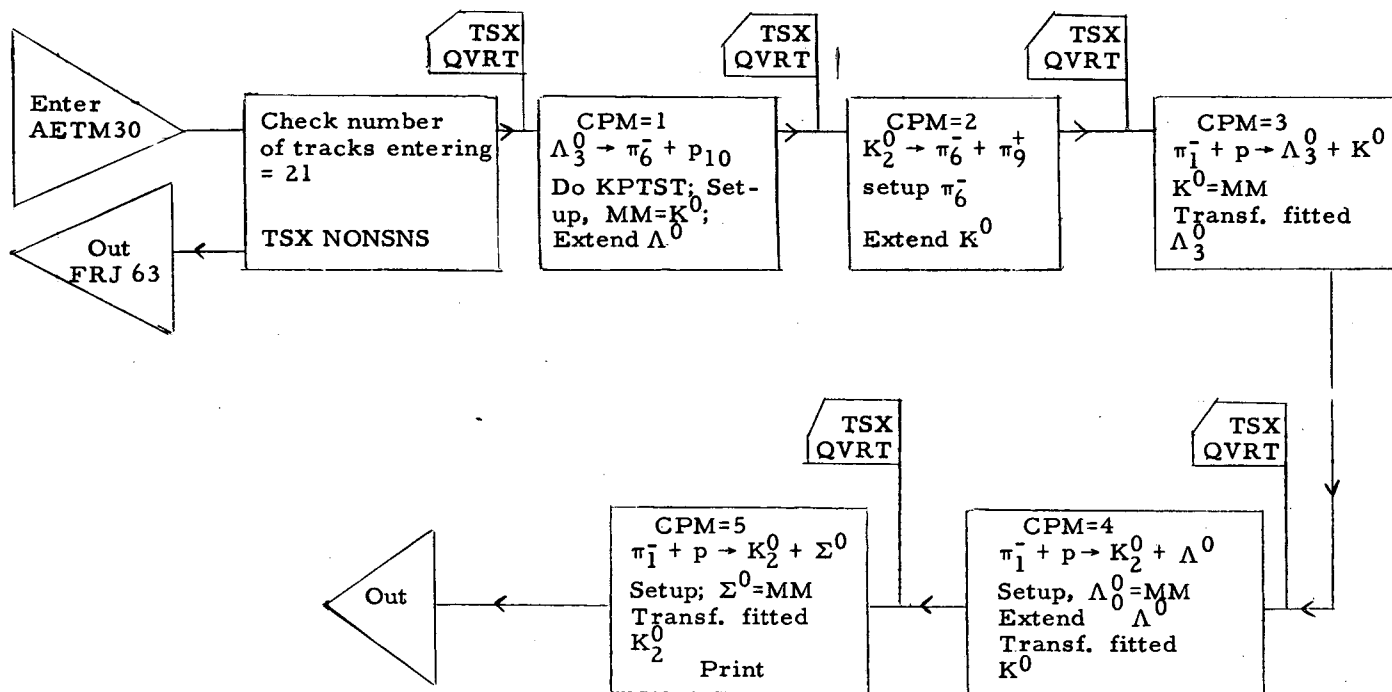 Enter
AETM30
Check number
of tracks entering
= 21
TSX NONSNS
Out
FRJ 63
TSX
QVRT
CPM=1
Λ⁰₃ → π⁻₆ + p₁₀
Do KPTST; Set-
up, MM=K⁰;
Extend Λ⁰
TSX
QVRT
CPM=2
K⁰₂ → π⁻₆ + π⁺₉
setup π⁻₆
Extend K⁰
TSX
QVRT
CPM=3
π⁻₁ + p → Λ⁰₃ + K⁰
K⁰=MM
Transf. fitted
Λ⁰₃
TSX
QVRT
CPM=4
π⁻₁ + p → K⁰₂ + Λ⁰
Setup, Λ⁰₀=MM
Extend Λ⁰
Transf. fitted
K⁰
TSX
QVRT
CPM=5
π⁻₁ + p → K⁰₂ + Σ⁰
Setup; Σ⁰=MM
Transf. fitted
K⁰₂
Print
Out